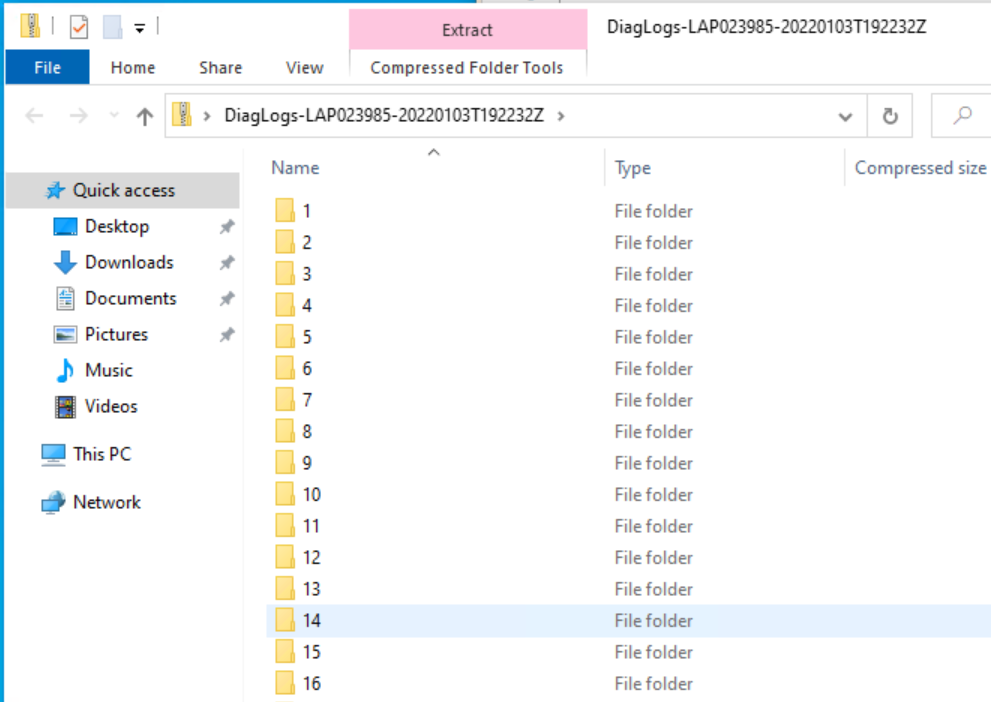 Extract DiagLogs-LAP023985-20220103T192232Z
File Home Share View Compressed Folder Tools
DiagLogs-LAP023985-20220103T192232Z
Name Type Compressed size
Quick access
Desktop
Downloads
Documents
Pictures
Music
Videos
This PC
Network
1 File folder
2 File folder
3 File folder
4 File folder
5 File folder
6 File folder
7 File folder
8 File folder
9 File folder
10 File folder
11 File folder
12 File folder
13 File folder
14 File folder
15 File folder
16 File folder